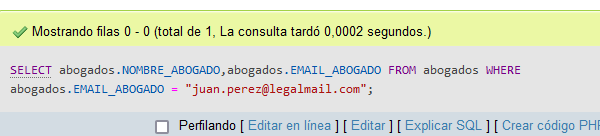 Mostrando filas 0 - 0 (total de 1, La consulta tardó 0,0002 segundos.)
SELECT abogados.NOMBRE_ABOGADO,abogados.EMAIL_ABOGADO FROM abogados WHERE
abogados.EMAIL_ABOGADO = "juan.perez@legalmail.com";
Perfilando [ Editar en línea ] [ Editar ] [ Explicar SQL ] [ Crear código PH